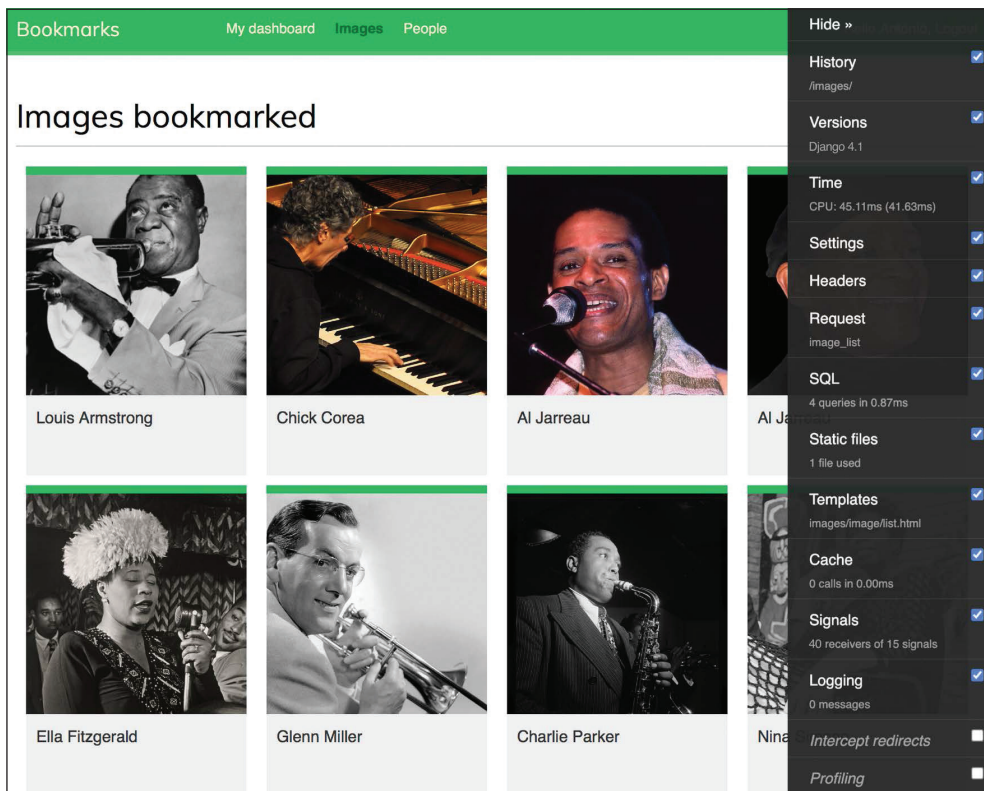 Bookmarks My dashboard Images People
Images bookmarked
Louis Armstrong
Chick Corea
Al Jarreau
Al Jarreau
Ella Fitzgerald
Glenn Miller
Charlie Parker
Nina
Hide »
History
/images/
Versions
Django 4.1
Time
CPU: 45.11ms (41.63ms)
Settings
Headers
Request
image_list
SQL
4 queries in 0.87ms
Static files
1 file used
Templates
images/image/list.html
Cache
0 calls in 0.00ms
Signals
40 receivers of 15 signals
Logging
0 messages
Intercept redirects
Profiling